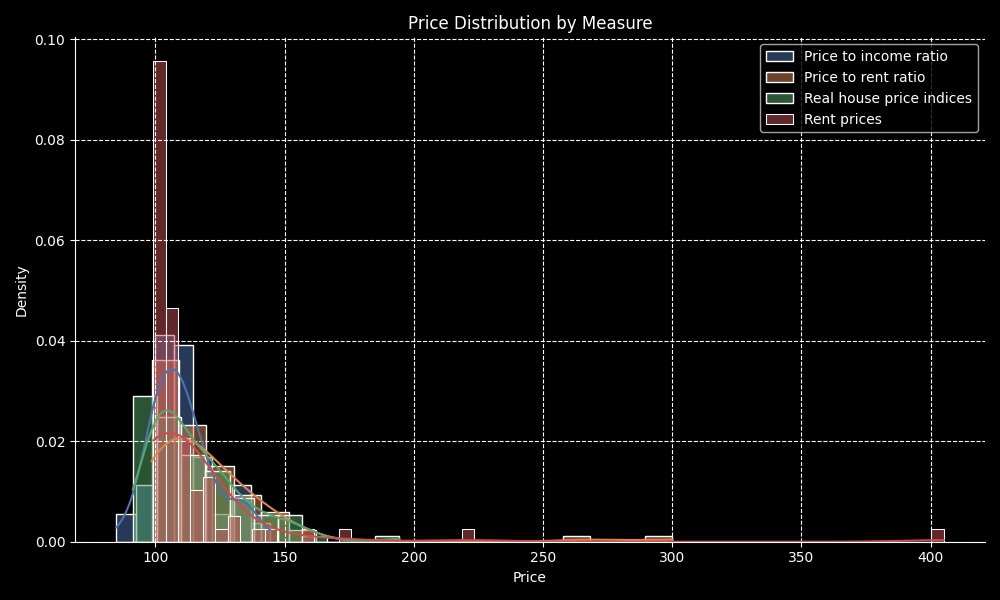 Price Distribution by Measure
Price to income ratio
Price to rent ratio
Real house price indices
Rent prices
0.10
0.08
0.06
0.04
0.02
0.00
Density
100 150 200 250 300 350 400
Price